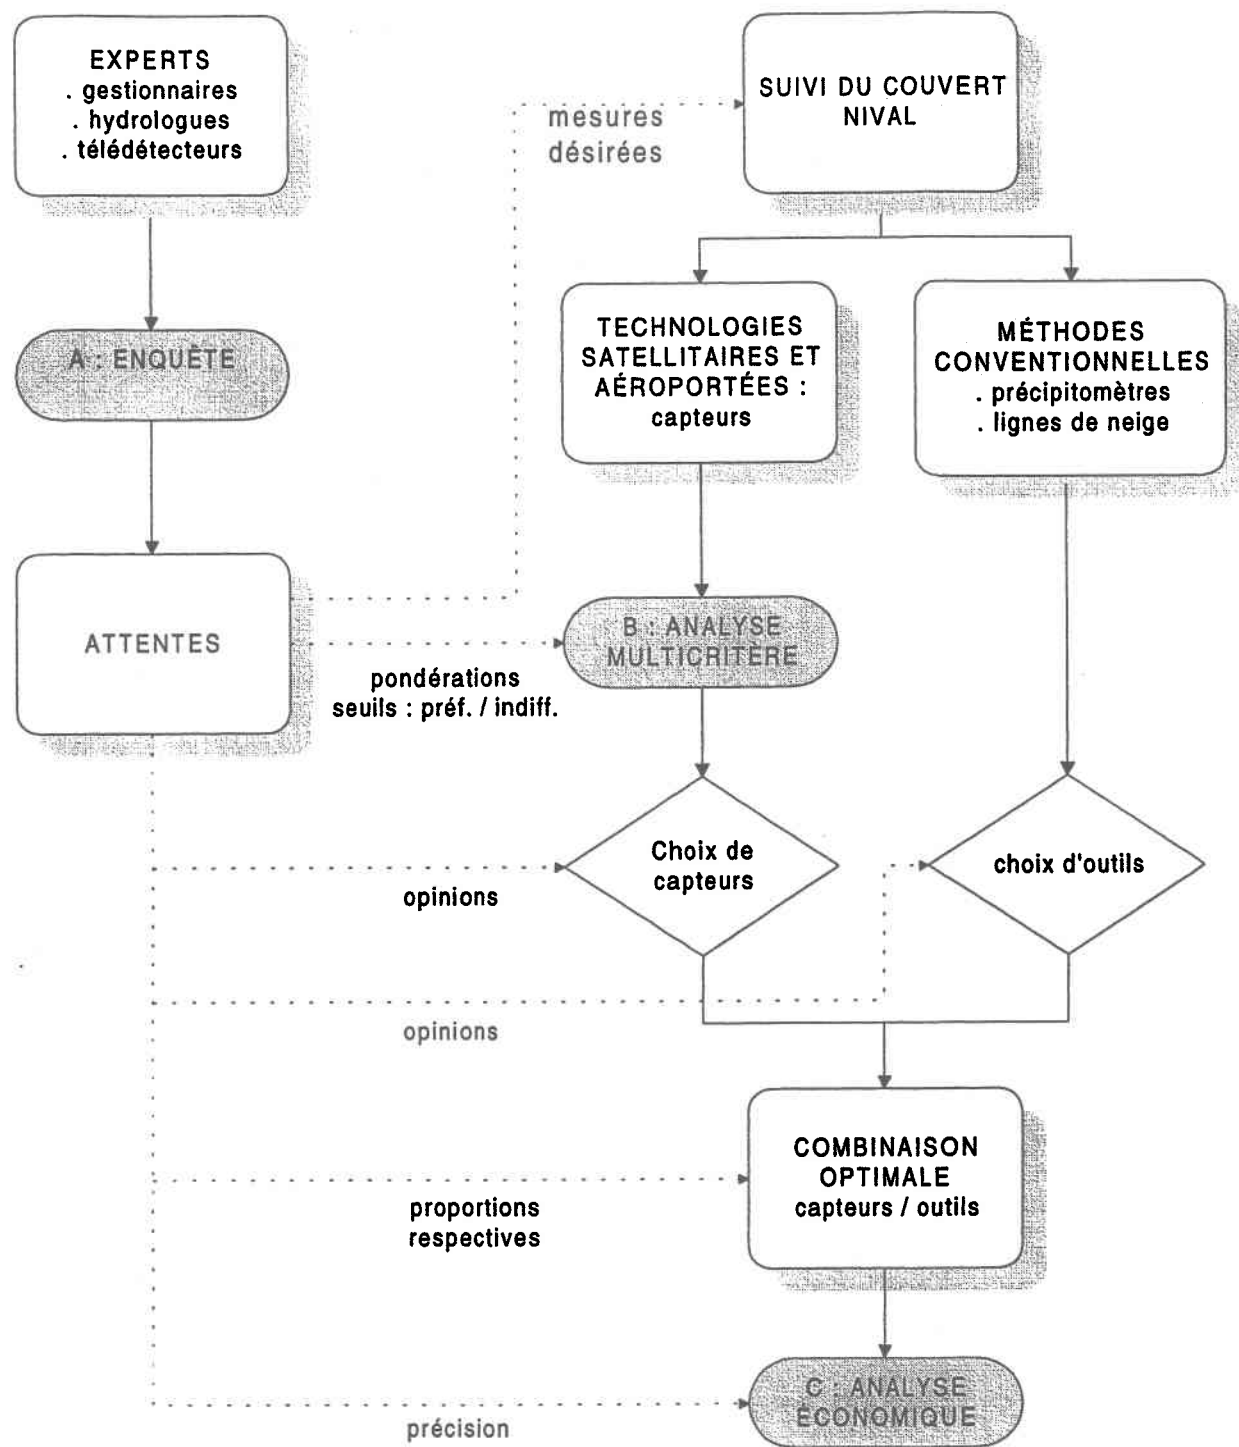 EXPERTS
. gestionnaires
. hydrologues
. télédétecteurs
SUIVI DU COUVERT
NIVAL
mesures
désirées
A : ENQUÊTE
TECHNOLOGIES
SATELLITAIRES ET
AÉROPORTÉES :
capteurs
MÉTHODES
CONVENTIONNELLES
. précipitomètres
. lignes de neige
ATTENTES
B : ANALYSE
MULTICRITÈRE
pondérations
seuils : préf. / indiff.
Choix de
capteurs
choix d'outils
opinions
opinions
COMBINAISON
OPTIMALE
capteurs / outils
proportions
respectives
C : ANALYSE
ÉCONOMIQUE
précision